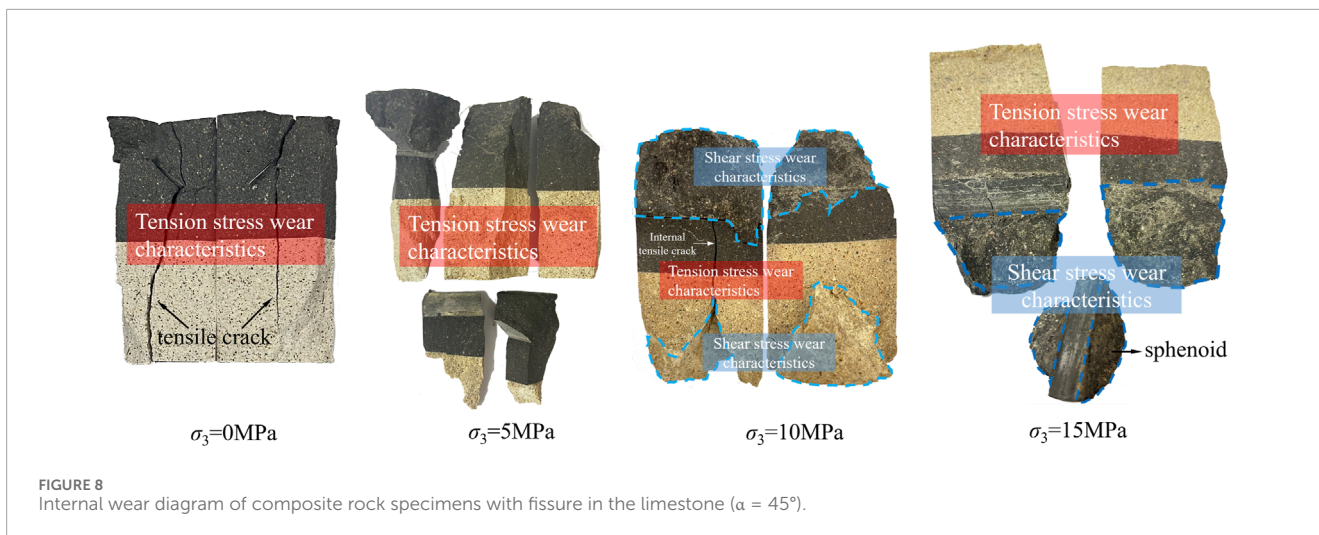 Tension stress wear
characteristics
tensile crack
σ₃=0MPa
Tension stress wear
characteristics
σ₃=5MPa
Shear stress wear
characteristics
Internal
tensile crack
Tension stress wear
characteristics
Shear stress wear
characteristics
σ₃=10MPa
Tension stress wear
characteristics
Shear stress wear
characteristics
sphenoid
σ₃=15MPa
FIGURE 8
Internal wear diagram of composite rock specimens with fissure in the limestone (α = 45°).